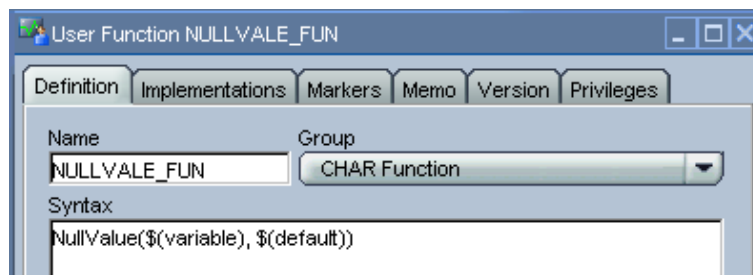 User Function NULLVALE_FUN
Definition Implementations Markers Memo Version Privileges
Name Group
NULLVALE_FUN CHAR Function
Syntax
NullValue($(variable), $(default))